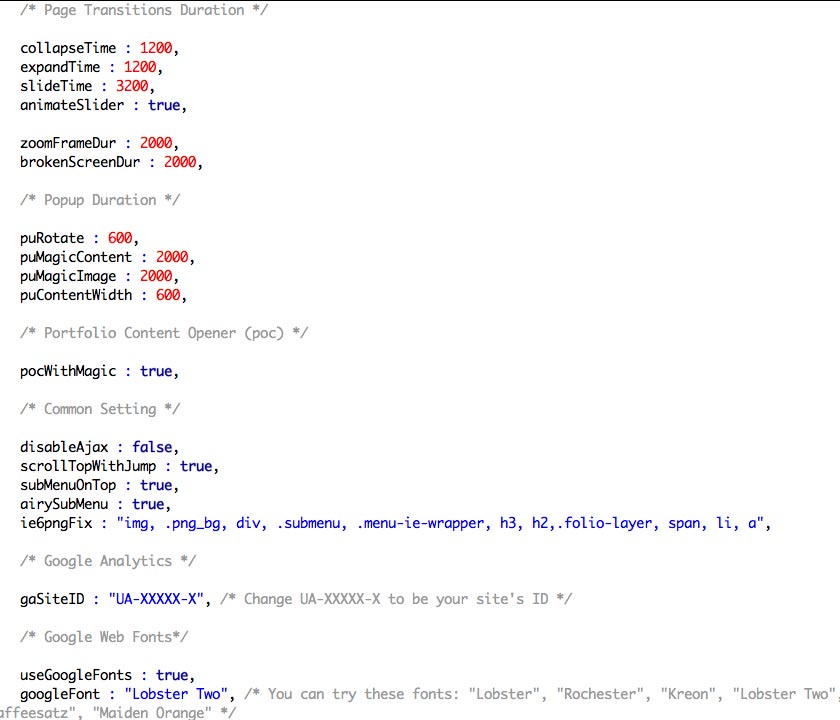 /* Page Transitions Duration */
collapseTime : 1200,
expandTime : 1200,
slideTime : 3200,
animateSlider : true,
zoomFrameDur : 2000,
brokenScreenDur : 2000,
/* Popup Duration */
puRotate : 600,
puMagicContent : 2000,
puMagicImage : 2000,
puContentWidth : 600,
/* Portfolio Content Opener (poc) */
pocWithMagic : true,
/* Common Setting */
disableAjax : false,
scrollTopWithJump : true,
subMenuOnTop : true,
airySubMenu : true,
ie6pngFix : "img, .png_bg, div, .submenu, .menu-ie-wrapper, h3, h2,.folio-layer, span, li, a",
/* Google Analytics */
gaSiteID : "UA-XXXXX-X", /* Change UA-XXXXX-X to be your site's ID */
/* Google Web Fonts*/
useGoogleFonts : true,
googleFont : "Lobster Two", /* You can try these fonts: "Lobster", "Rochester", "Kreon", "Lobster Two",
affeesatz", "Maiden Orange" */